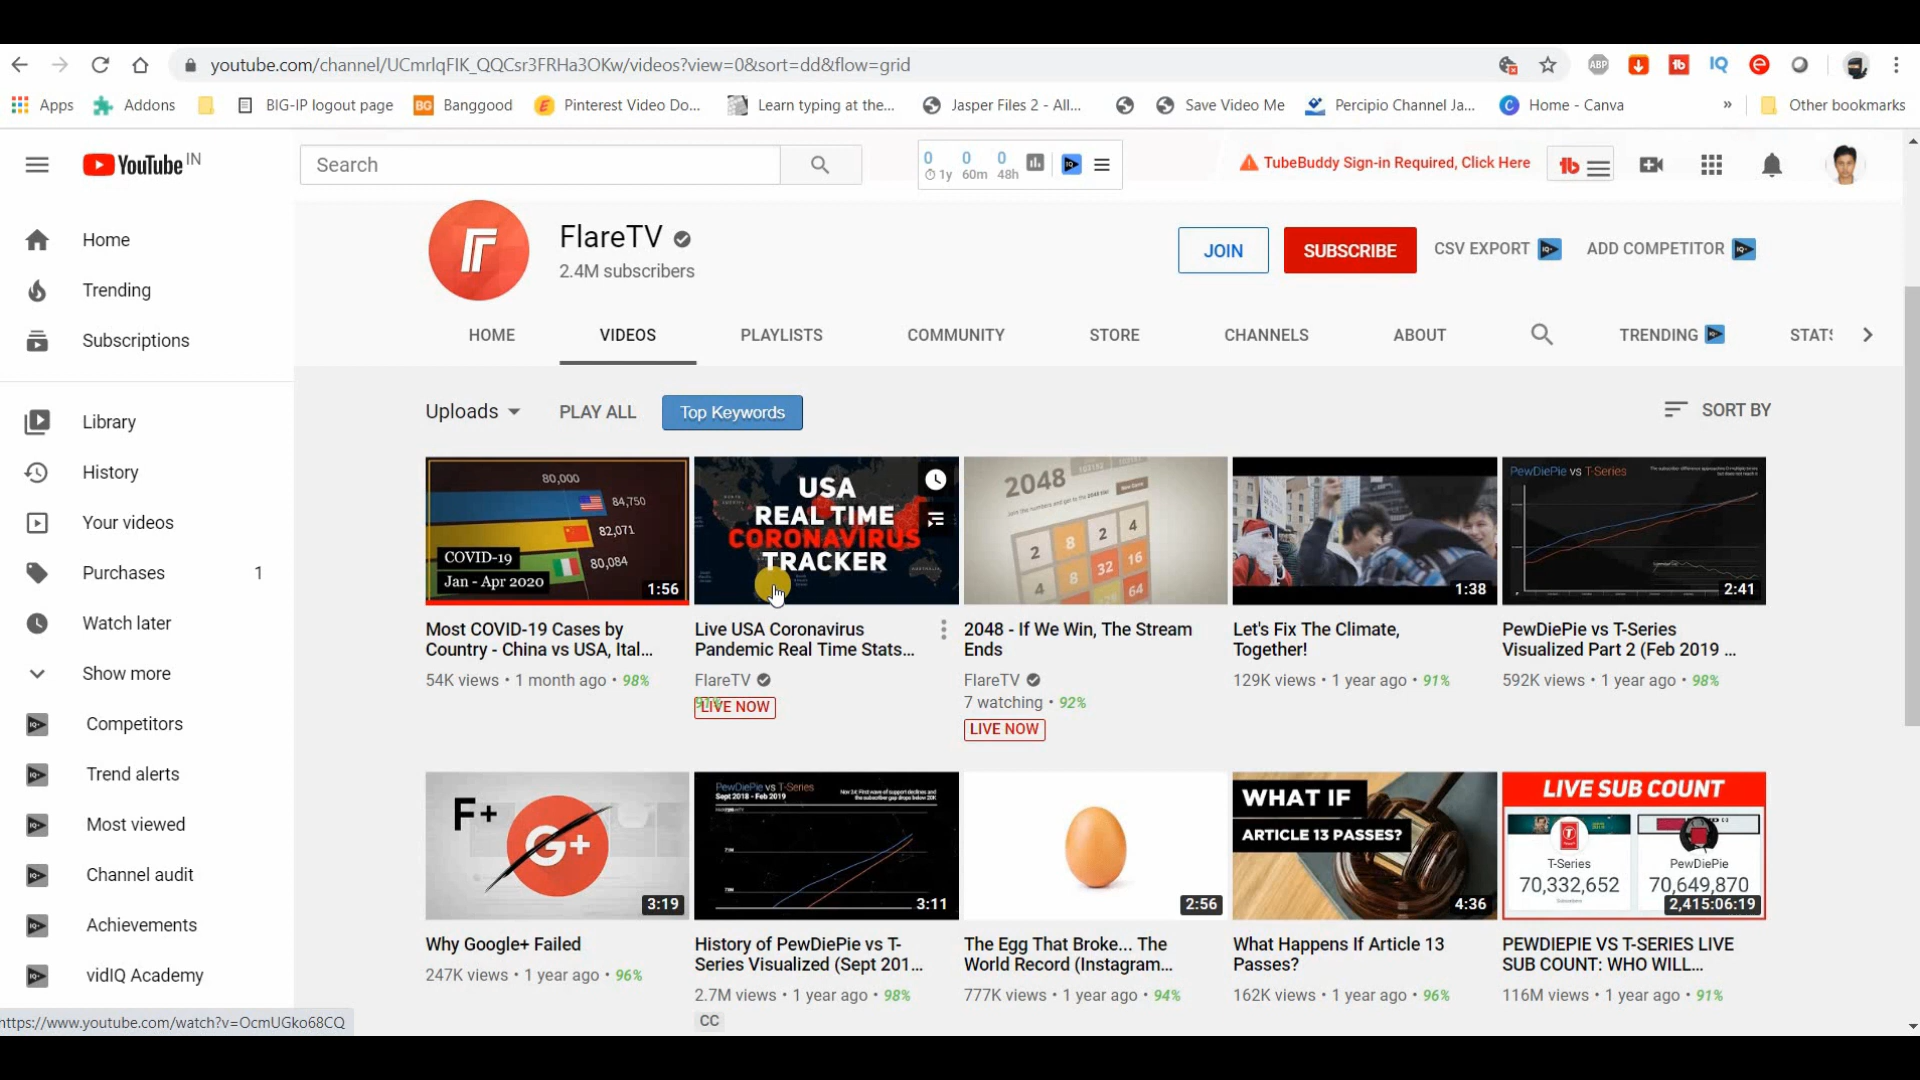 youtube.com/channel/UCmrIqFIK_QQCsr3FRHa3OKw/videos?view=0&sort=dd&flow=grid
ABP
IQ
Apps
Addons
BIG-IP logout page
BG
Banggood
Pinterest Video Do...
Learn typing at the...
Jasper Files 2 - All...
Save Video Me
Percipio Channel Ja...
Home - Canva
»
Other bookmarks
YouTube IN
Search
0 0 0
1y 60m 48h
TubeBuddy Sign-in Required, Click Here
Home
Trending
Subscriptions
Library
History
Your videos
Purchases 1
Watch later
Show more
Competitors
Trend alerts
Most viewed
Channel audit
Achievements
vidIQ Academy
FlareTV
2.4M subscribers
JOIN
SUBSCRIBE
CSV EXPORT
ADD COMPETITOR
HOME
VIDEOS
PLAYLISTS
COMMUNITY
STORE
CHANNELS
ABOUT
TRENDING
STATS
Uploads
PLAY ALL
Top Keywords
SORT BY
80,000
84,750
82,071
80,084
COVID-19
Jan - Apr 2020
1:56
Most COVID-19 Cases by
Country - China vs USA, Ital...
54K views • 1 month ago • 98%
USA
REAL TIME
CORONAVIRUS
TRACKER
Live USA Coronavirus
Pandemic Real Time Stats...
FlareTV
LIVE NOW
2048
2 8 2 4
4 8 32 16
64
2048 - If We Win, The Stream
Ends
FlareTV
7 watching • 92%
LIVE NOW
1:38
Let's Fix The Climate,
Together!
129K views • 1 year ago • 91%
PewDiePie vs T-Series
2:41
PewDiePie vs T-Series
Visualized Part 2 (Feb 2019 ...
592K views • 1 year ago • 98%
F+
G+
3:19
Why Google+ Failed
247K views • 1 year ago • 96%
PewDiePie vs T-Series
Sept 2018 - Feb 2019
3:11
History of PewDiePie vs T-
Series Visualized (Sept 201...
2.7M views • 1 year ago • 98%
CC
2:56
The Egg That Broke... The
World Record (Instagram...
777K views • 1 year ago • 94%
WHAT IF
ARTICLE 13 PASSES?
4:36
What Happens If Article 13
Passes?
162K views • 1 year ago • 96%
LIVE SUB COUNT
T-Series
70,332,652
PewDiePie
70,649,870
2,415:06:19
PEWDIEPIE VS T-SERIES LIVE
SUB COUNT: WHO WILL...
116M views • 1 year ago • 91%
https://www.youtube.com/watch?v=OcmUGko68CQ